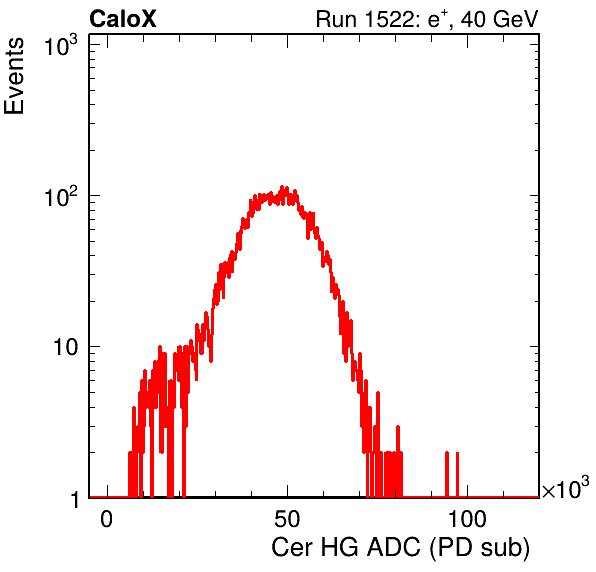 CaloX Run 1522: e⁺, 40 GeV
Events
10³
10²
10
1
0 50 100 ×10³
Cer HG ADC (PD sub)